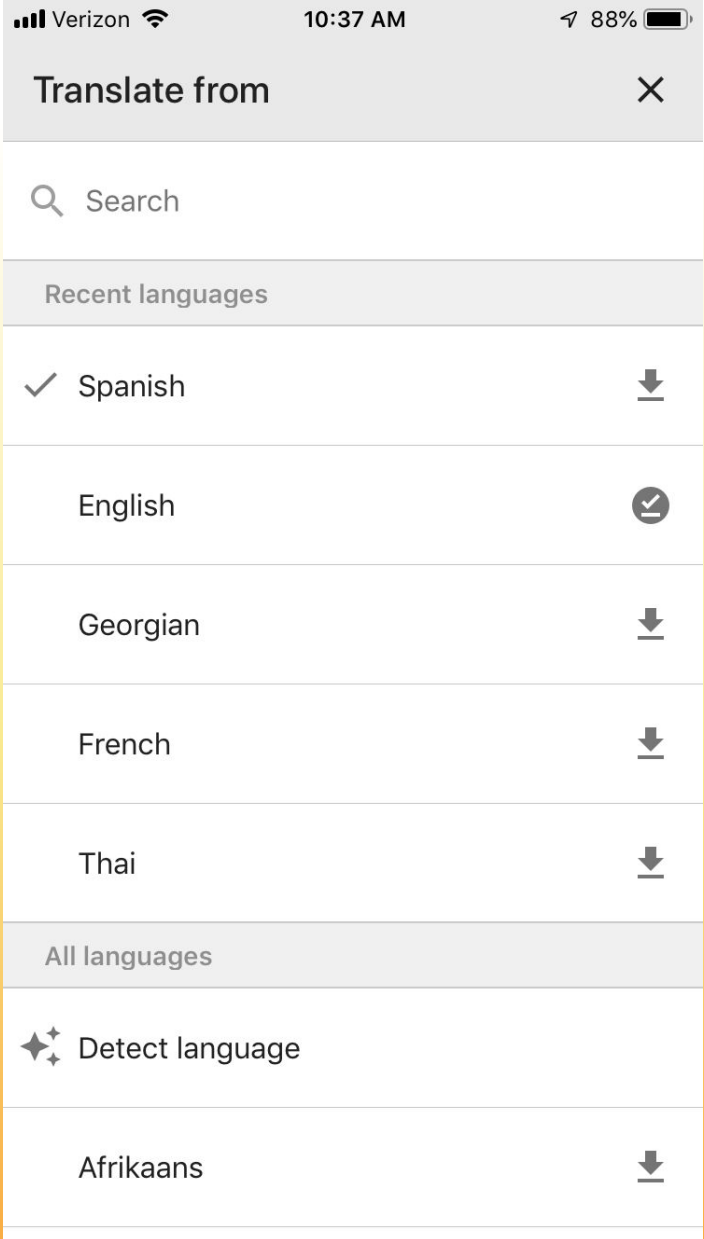 Verizon 10:37 AM 88%
Translate from
Search
Recent languages
Spanish
English
Georgian
French
Thai
All languages
Detect language
Afrikaans